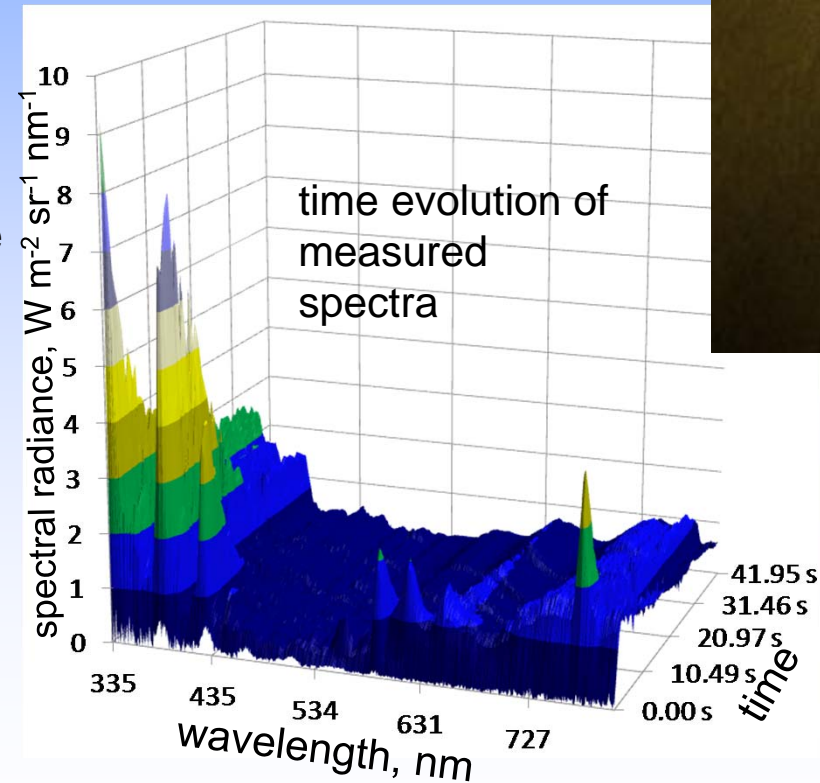 spectral radiance, W m-2 sr-1 nm-1
10
9
8
7
6
5
4
3
2
1
0
time evolution of
measured
spectra
335
435
534
631
727
wavelength, nm
41.95 s
31.46 s
20.97 s
10.49 s
0.00 s
time